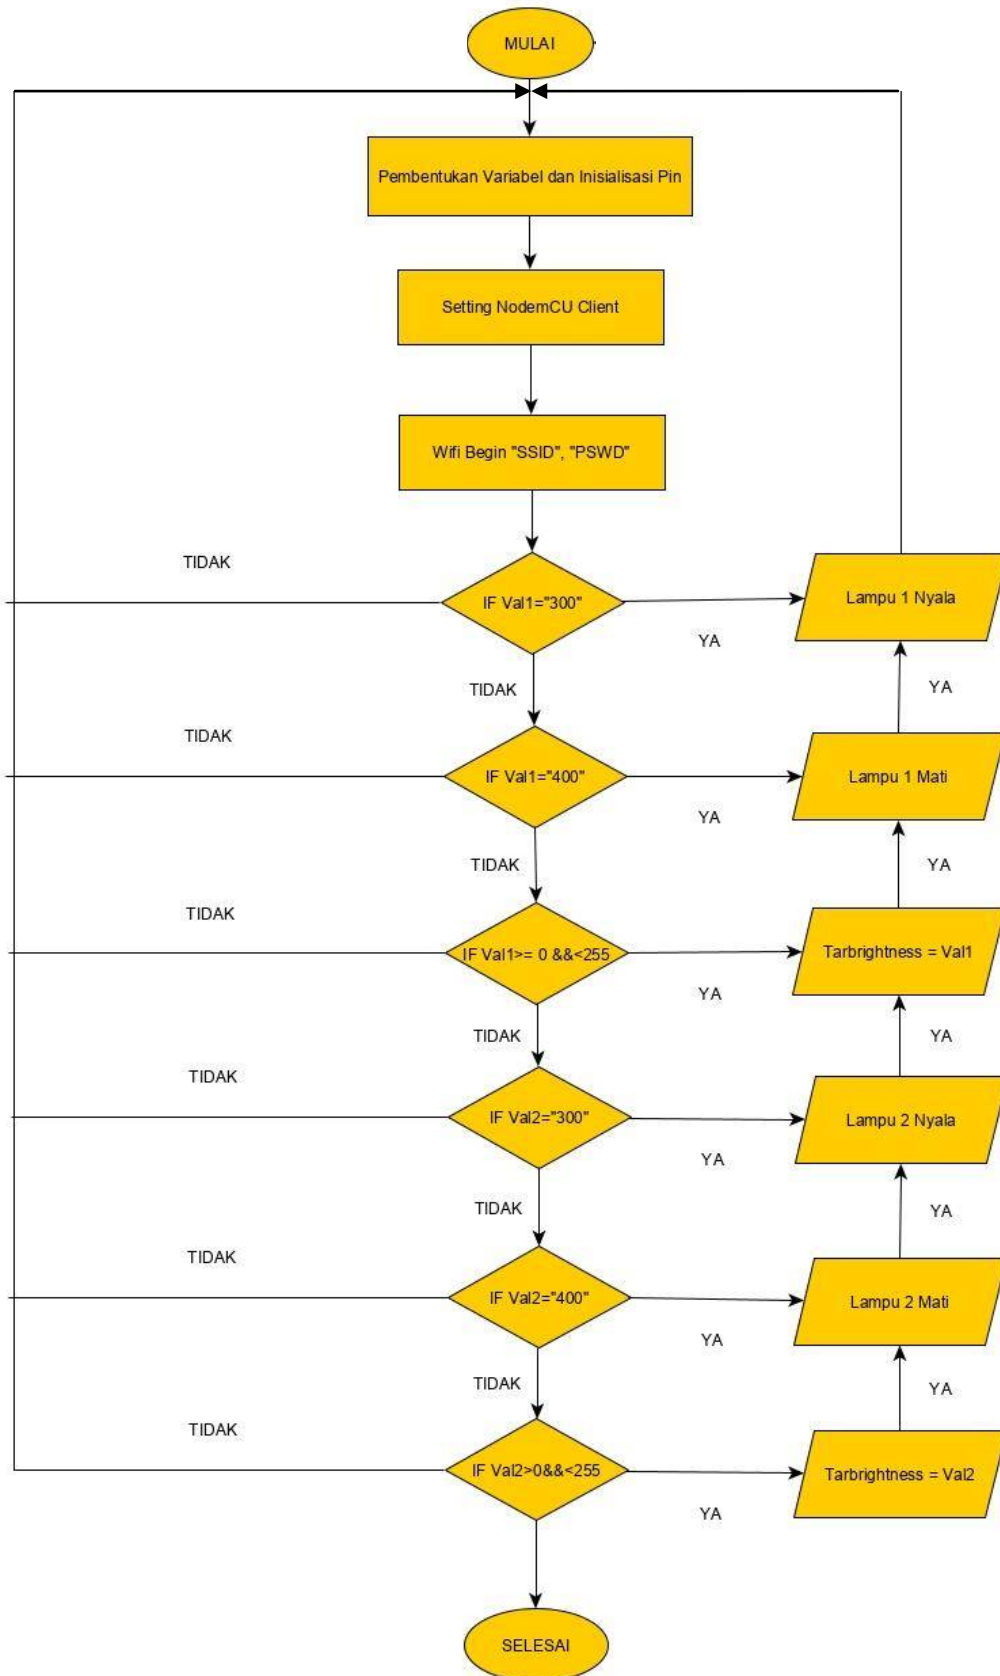 MULAI
Pembentukan Variabel dan Inisialisasi Pin
Setting NodemCU Client
Wifi Begin "SSID", "PSWD"
TIDAK
IF Val1="300"
YA
Lampu 1 Nyala
TIDAK
YA
TIDAK
IF Val1="400"
YA
Lampu 1 Mati
TIDAK
YA
TIDAK
IF Val1>= 0 &&<255
YA
Tarbrightness = Val1
TIDAK
YA
TIDAK
IF Val2="300"
YA
Lampu 2 Nyala
TIDAK
YA
TIDAK
IF Val2="400"
YA
Lampu 2 Mati
TIDAK
YA
TIDAK
IF Val2>0&&<255
YA
Tarbrightness = Val2
SELESAI